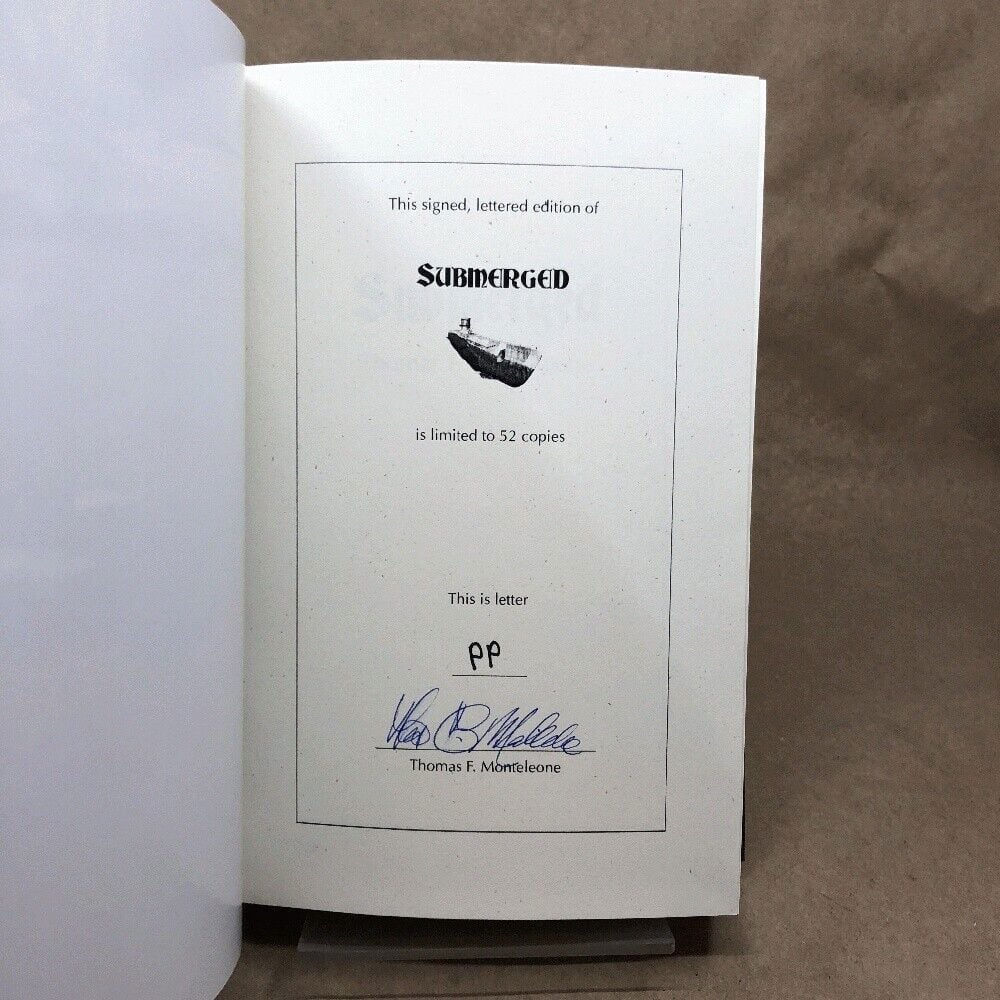 This signed, lettered edition of
SUBMERGED
is limited to 52 copies
This is letter
PP
Thomas F. Monteleone